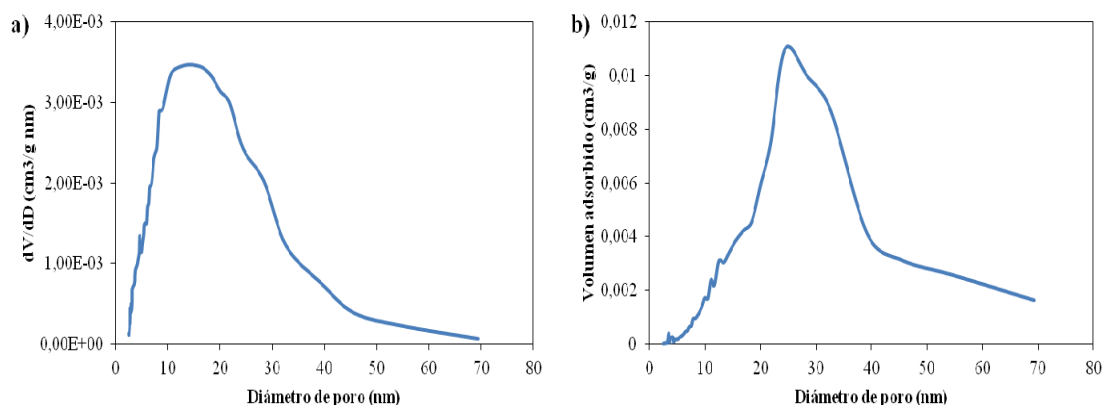 a)
4,00E-03
3,00E-03
2,00E-03
1,00E-03
0,00E+00
dV/dD (cm3/g nm)
0 10 20 30 40 50 60 70 80
Diámetro de poro (nm)
b)
0,012
0,01
0,008
0,006
0,004
0,002
0
Volumen adsorbido (cm3/g)
0 10 20 30 40 50 60 70 80
Diámetro de poro (nm)